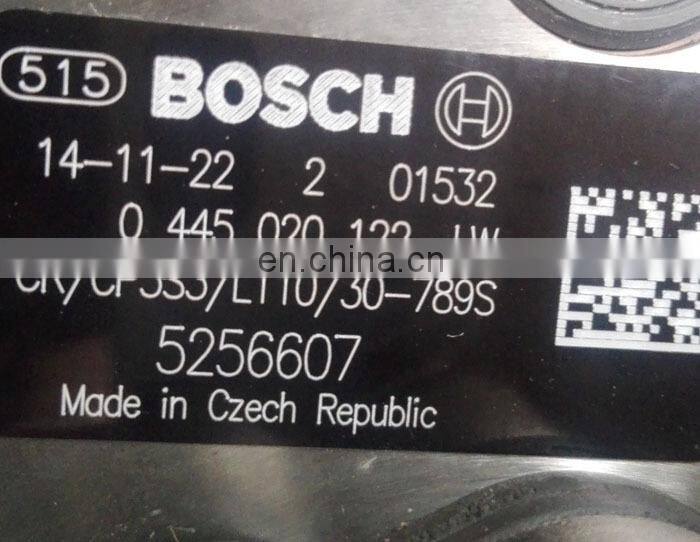 515 BOSCH
14-11-22 2 01532
0 445 020 122
en.china.cn
/30-789S
5256607
Made in Czech Republic